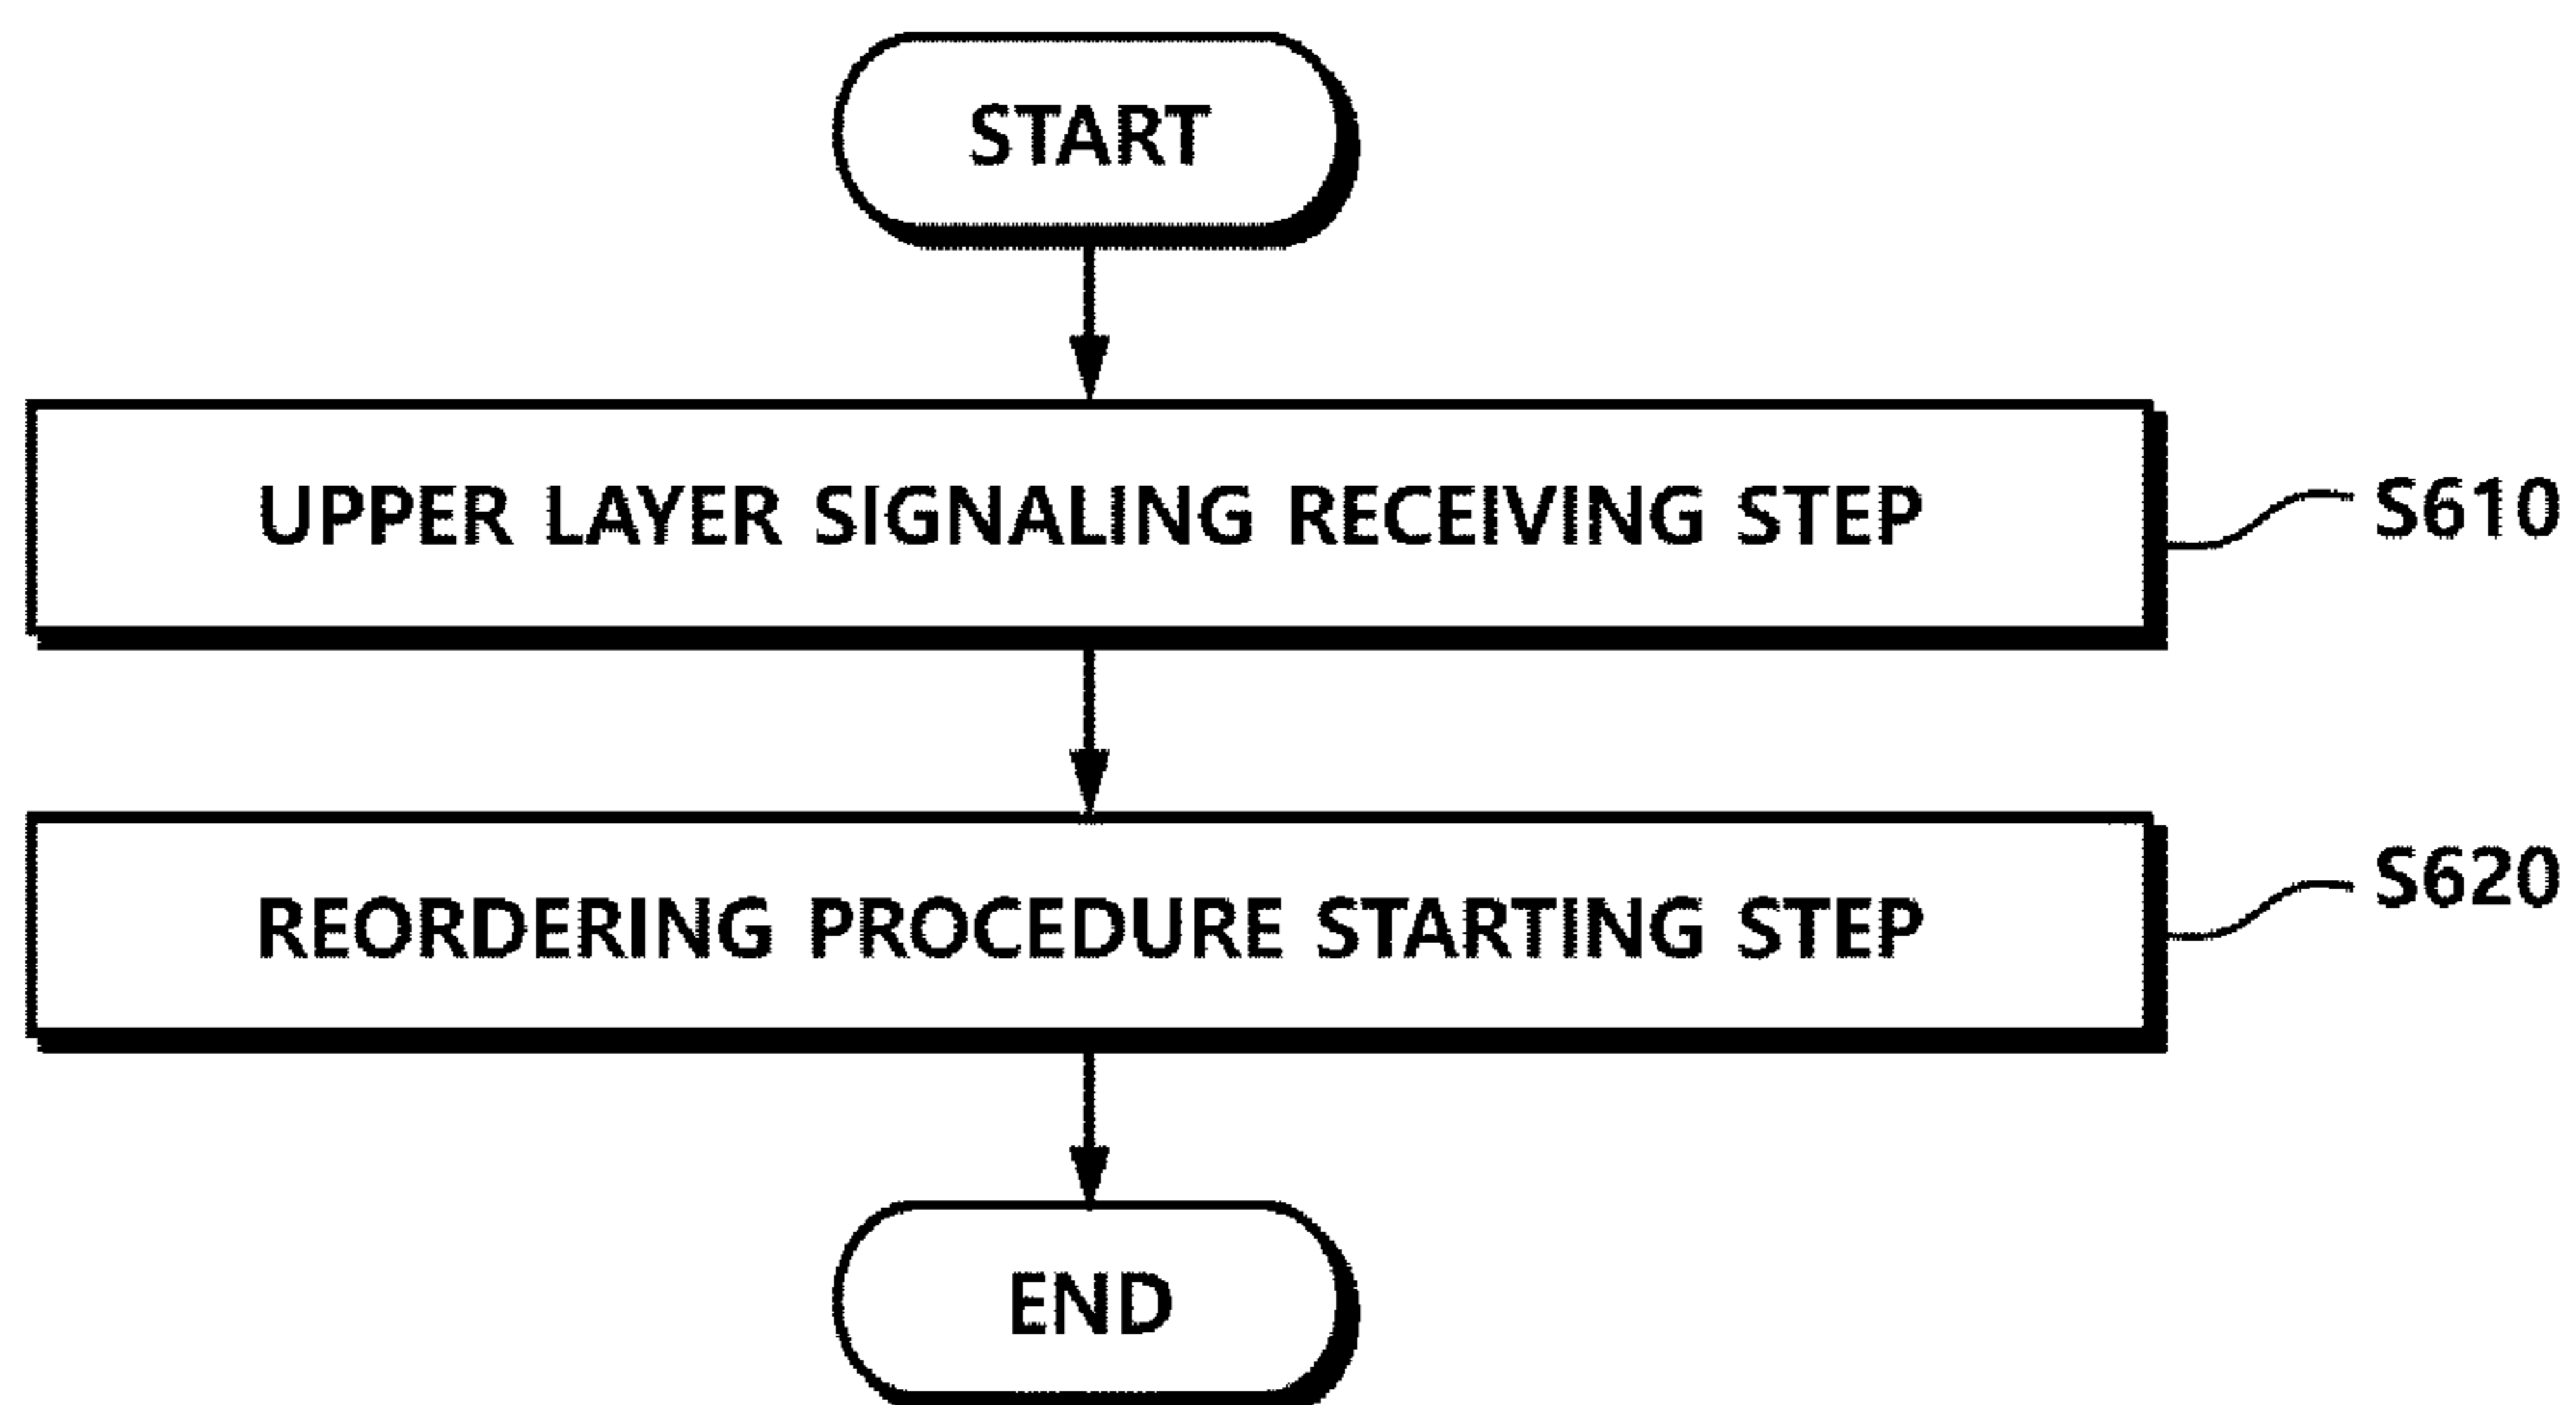 START
UPPER LAYER SIGNALING RECEIVING STEP
S610
REORDERING PROCEDURE STARTING STEP
S620
END